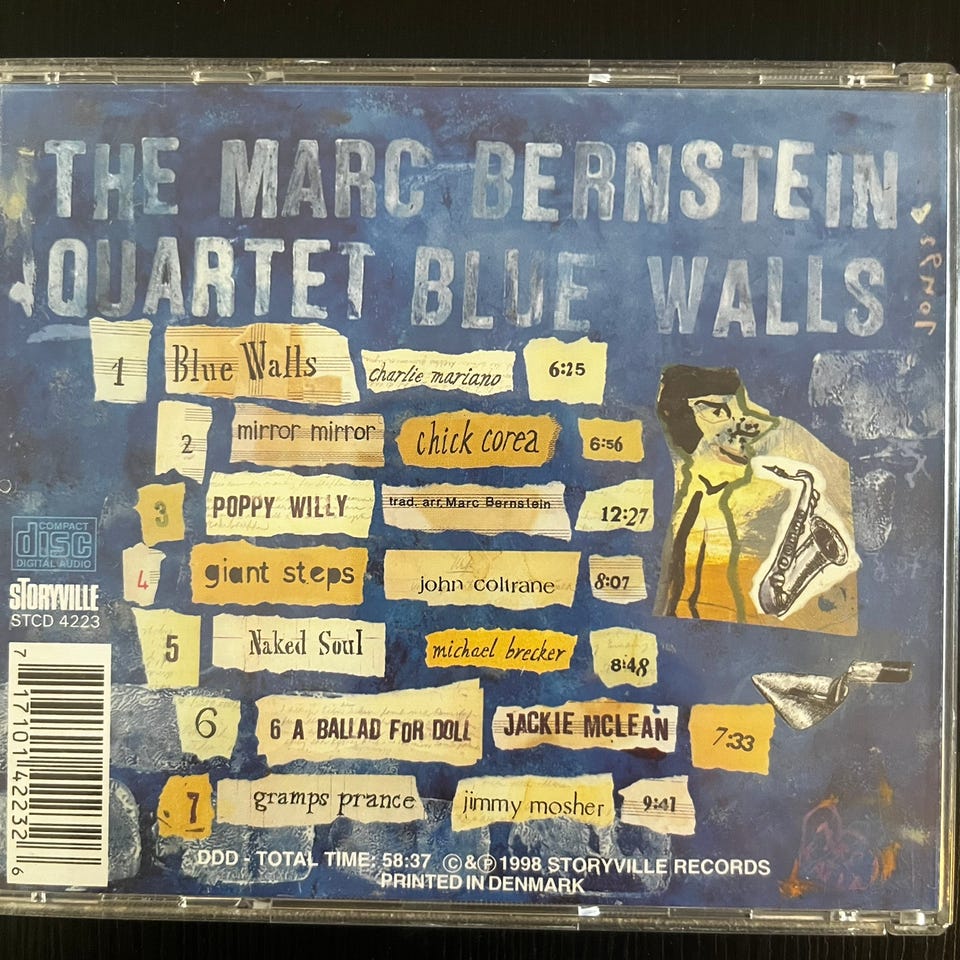 THE MARC BERNSTEIN
QUARTET BLUE WALLS
1 Blue Walls charlie mariano 6:25
2 mirror mirror chick corea 6:56
3 POPPY WILLY trad. arr. Marc Bernstein 12:27
4 giant steps john coltrane 8:07
5 Naked Soul michael brecker 8:48
6 6 A BALLAD FOR DOLL JACKIE MCLEAN 7:33
7 gramps prance jimmy mosher 9:41
COMPACT
disc
DIGITAL AUDIO
STORYVILLE
STCD 4223
7 17101 42232 6
DDD - TOTAL TIME: 58:37 ©&℗ 1998 STORYVILLE RECORDS
PRINTED IN DENMARK